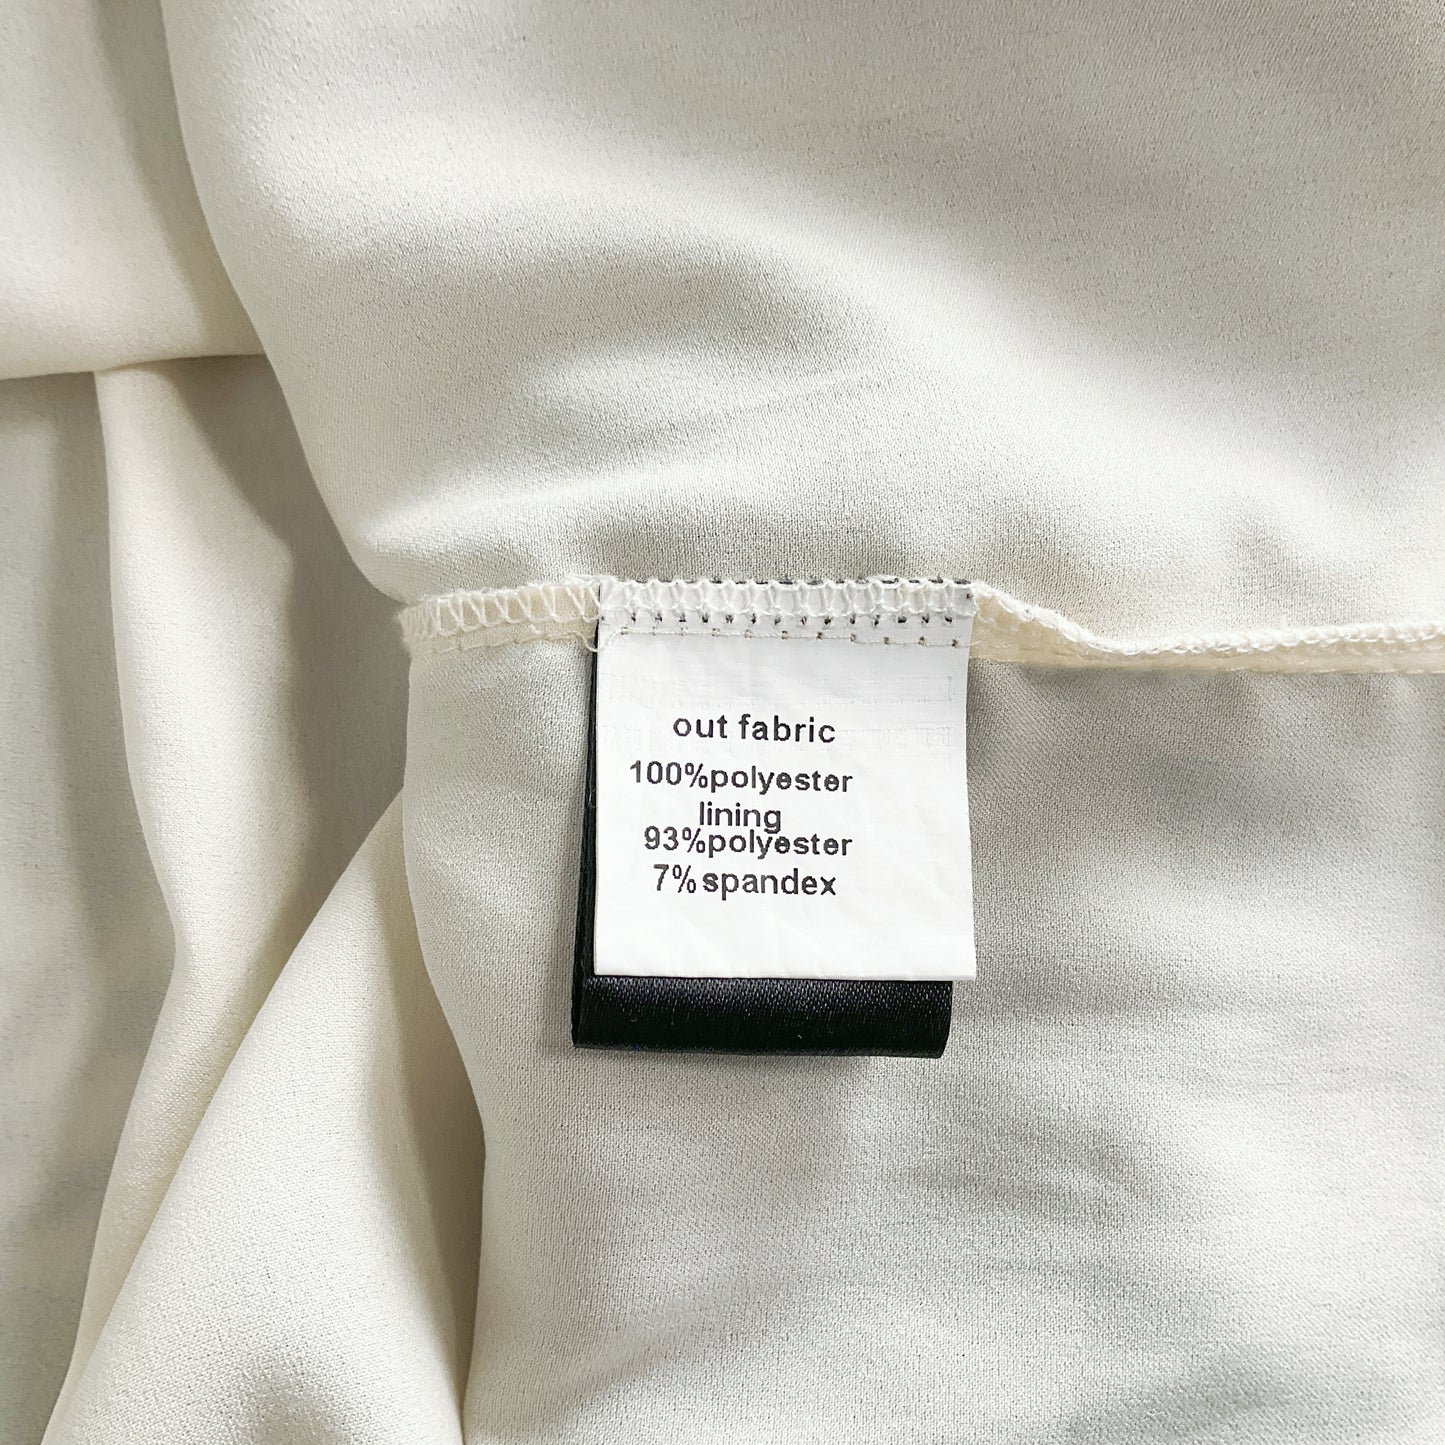 out fabric
100%polyester
lining
93%polyester
7%spandex